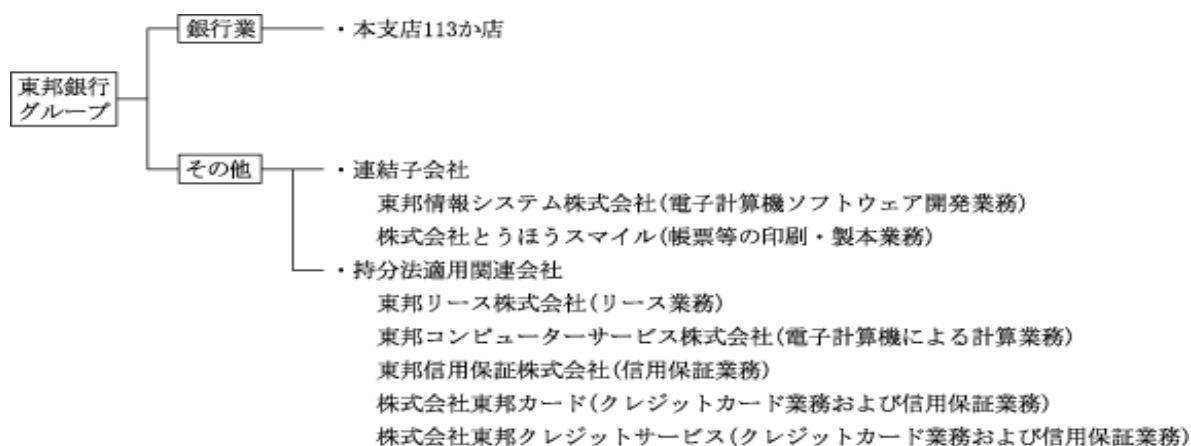 銀行業
・本支店113か店
東邦銀行
グループ
その他
・連結子会社
東邦情報システム株式会社(電子計算機ソフトウェア開発業務)
株式会社とうほうスマイル(帳票等の印刷・製本業務)
・持分法適用関連会社
東邦リース株式会社(リース業務)
東邦コンピューターサービス株式会社(電子計算機による計算業務)
東邦信用保証株式会社(信用保証業務)
株式会社東邦カード(クレジットカード業務および信用保証業務)
株式会社東邦クレジットサービス(クレジットカード業務および信用保証業務)